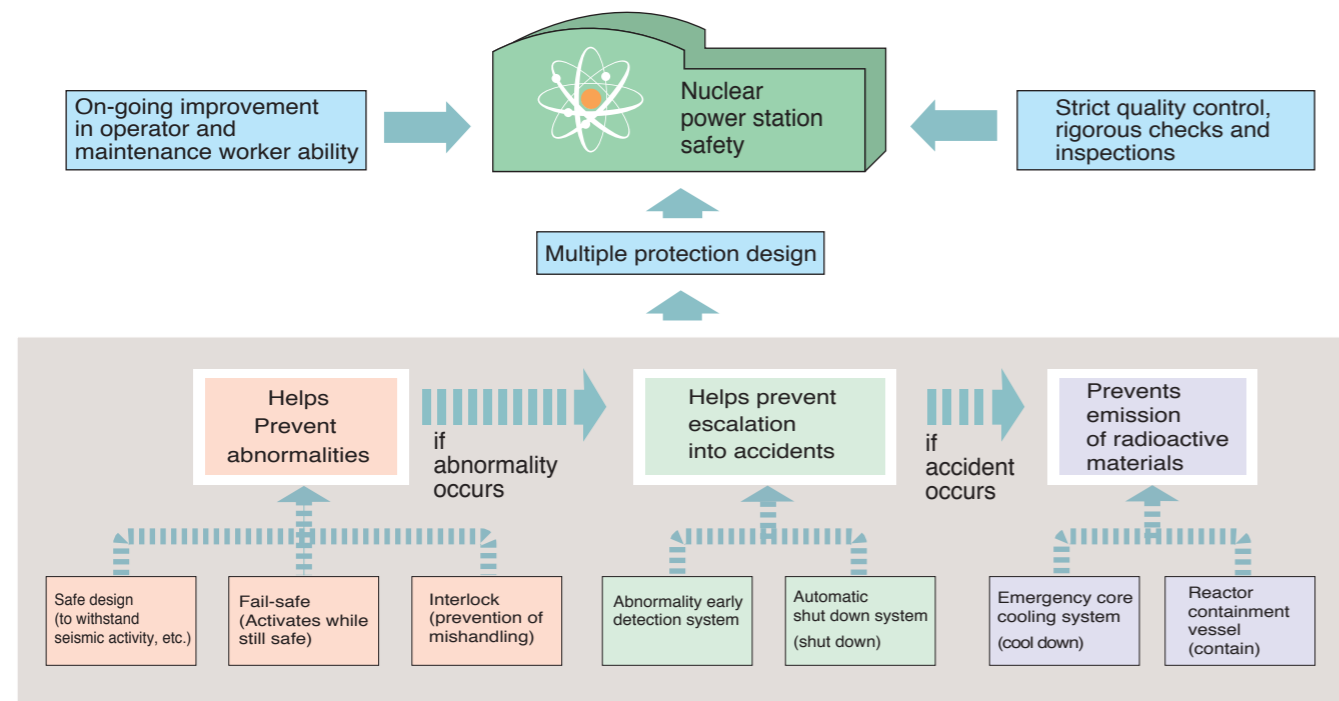 Nuclear
power station
safety
On-going improvement
in operator and
maintenance worker ability
Strict quality control,
rigorous checks and
inspections
Multiple protection design
Helps
Prevent
abnormalities
if
abnormality
occurs
Helps prevent
escalation
into accidents
if
accident
occurs
Prevents
emission
of radioactive
materials
Safe design
(to withstand
seismic activity, etc.)
Fail-safe
(Activates while
still safe)
Interlock
(prevention of
mishandling)
Abnormality early
detection system
Automatic
shut down system
(shut down)
Emergency core
cooling system
(cool down)
Reactor
containment
vessel
(contain)